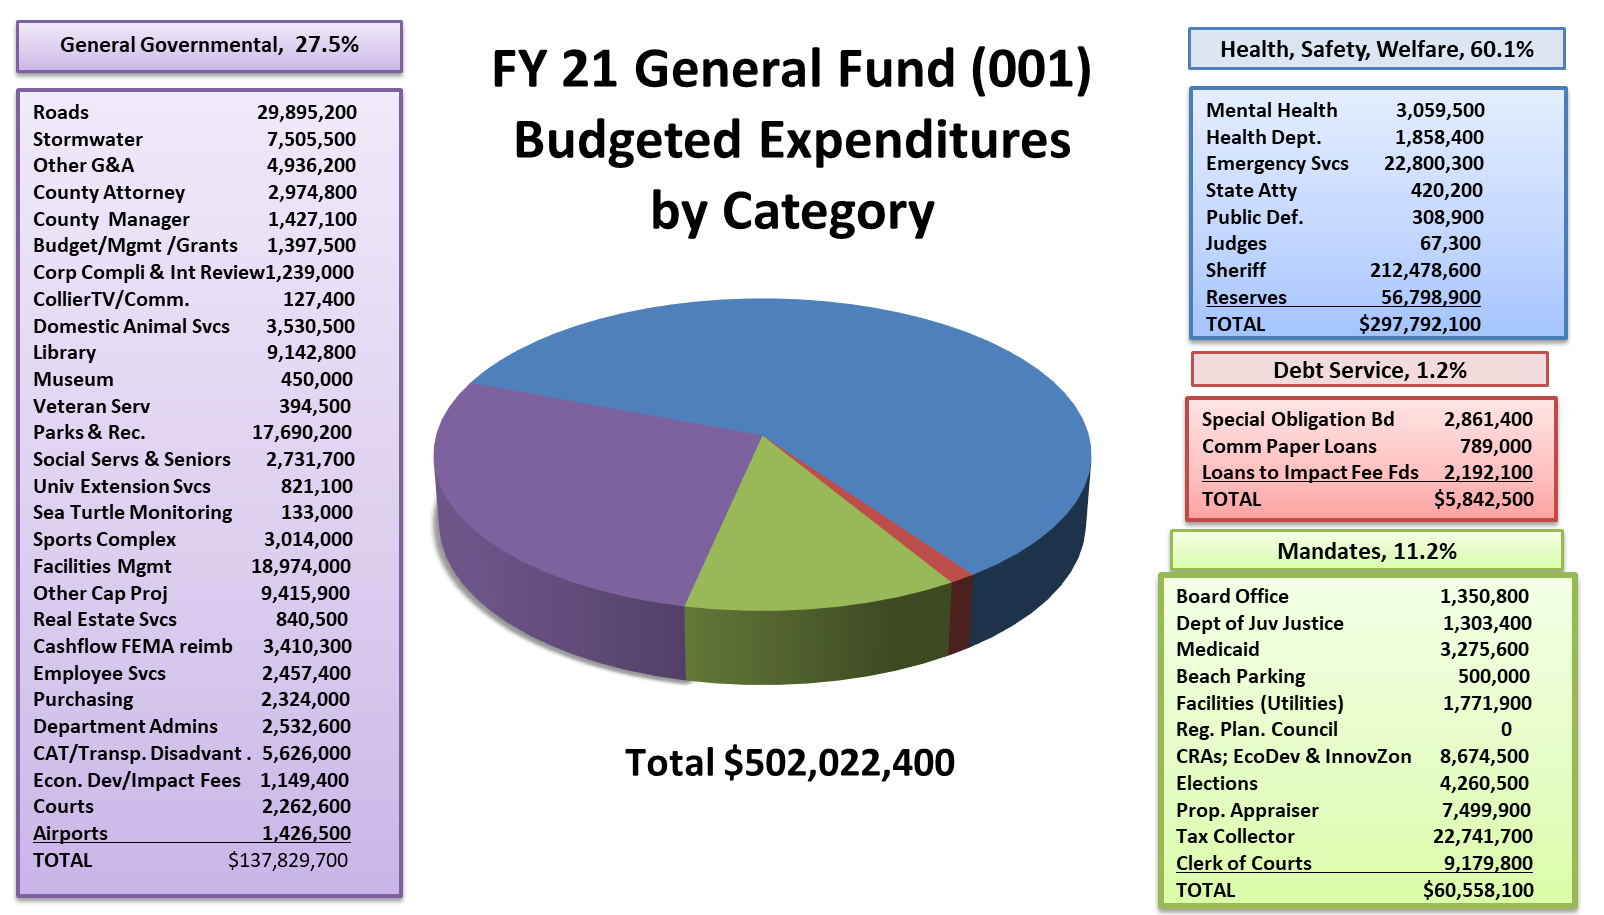 General Governmental, 27.5%
Roads 29,895,200
Stormwater 7,505,500
Other G&A 4,936,200
County Attorney 2,974,800
County Manager 1,427,100
Budget/Mgmt /Grants 1,397,500
Corp Compli & Int Review 1,239,000
CollierTV/Comm. 127,400
Domestic Animal Svcs 3,530,500
Library 9,142,800
Museum 450,000
Veteran Serv 394,500
Parks & Rec. 17,690,200
Social Servs & Seniors 2,731,700
Univ Extension Svcs 821,100
Sea Turtle Monitoring 133,000
Sports Complex 3,014,000
Facilities Mgmt 18,974,000
Other Cap Proj 9,415,900
Real Estate Svcs 840,500
Cashflow FEMA reimb 3,410,300
Employee Svcs 2,457,400
Purchasing 2,324,000
Department Admins 2,532,600
CAT/Transp. Disadvant . 5,626,000
Econ. Dev/Impact Fees 1,149,400
Courts 2,262,600
Airports 1,426,500
TOTAL $137,829,700
FY 21 General Fund (001)
Budgeted Expenditures
by Category
Total $502,022,400
Health, Safety, Welfare, 60.1%
Mental Health 3,059,500
Health Dept. 1,858,400
Emergency Svcs 22,800,300
State Atty 420,200
Public Def. 308,900
Judges 67,300
Sheriff 212,478,600
Reserves 56,798,900
TOTAL $297,792,100
Debt Service, 1.2%
Special Obligation Bd 2,861,400
Comm Paper Loans 789,000
Loans to Impact Fee Fds 2,192,100
TOTAL $5,842,500
Mandates, 11.2%
Board Office 1,350,800
Dept of Juv Justice 1,303,400
Medicaid 3,275,600
Beach Parking 500,000
Facilities (Utilities) 1,771,900
Reg. Plan. Council 0
CRAs; EcoDev & InnovZon 8,674,500
Elections 4,260,500
Prop. Appraiser 7,499,900
Tax Collector 22,741,700
Clerk of Courts 9,179,800
TOTAL $60,558,100